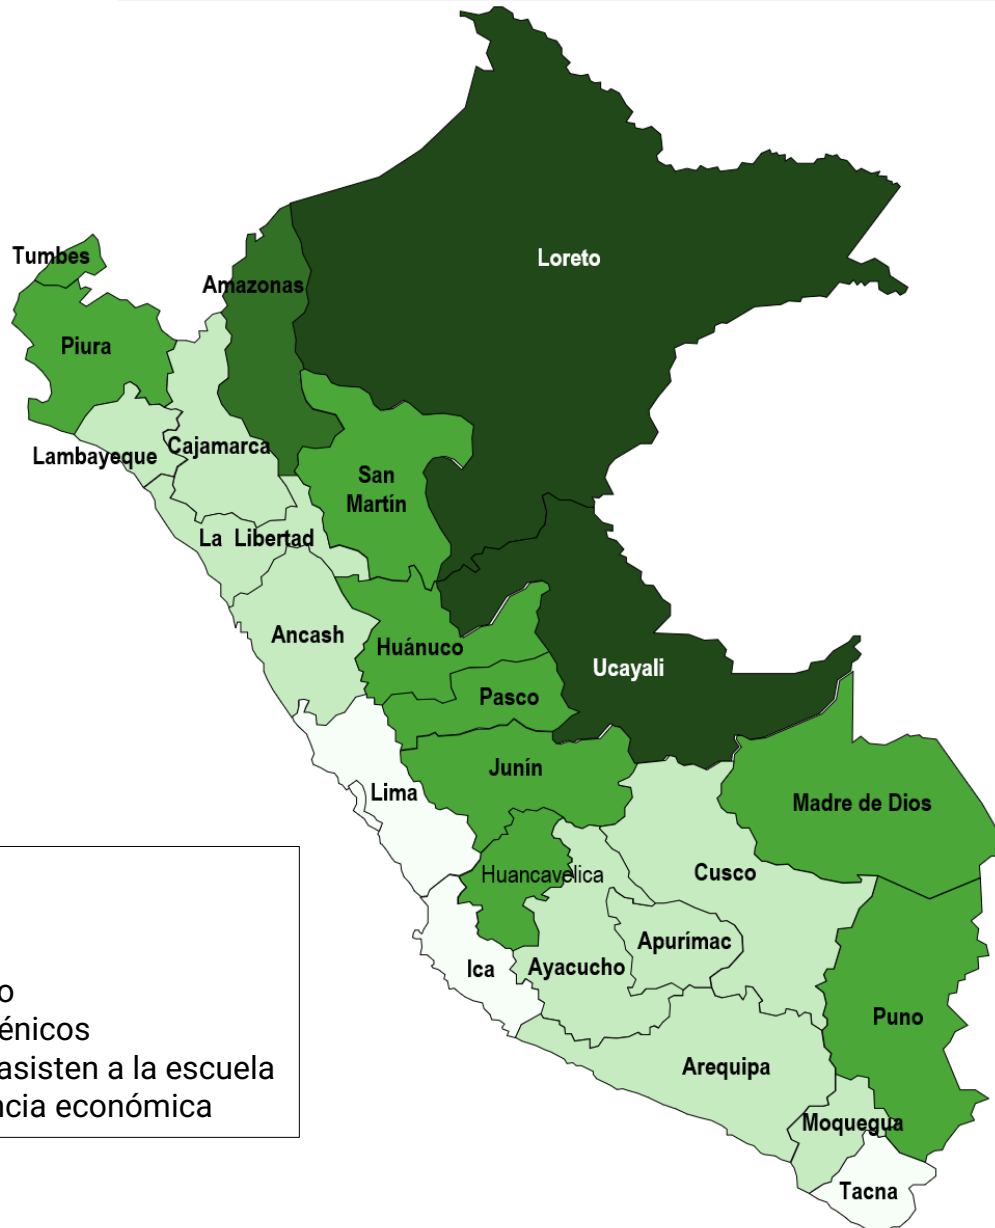 Loreto
Tumbes
Amazonas
Piura
Cajamarca
Lambayeque
San
Martín
La Libertad
Ancash
Huánuco
Ucayali
Pasco
Junín
Lima
Madre de Dios
Huancavelica
Cusco
Apurímac
Ayacucho
Ica
Puno
Arequipa
Moquegua
Tacna
o
énicos
asisten a la escuela
ncia económica